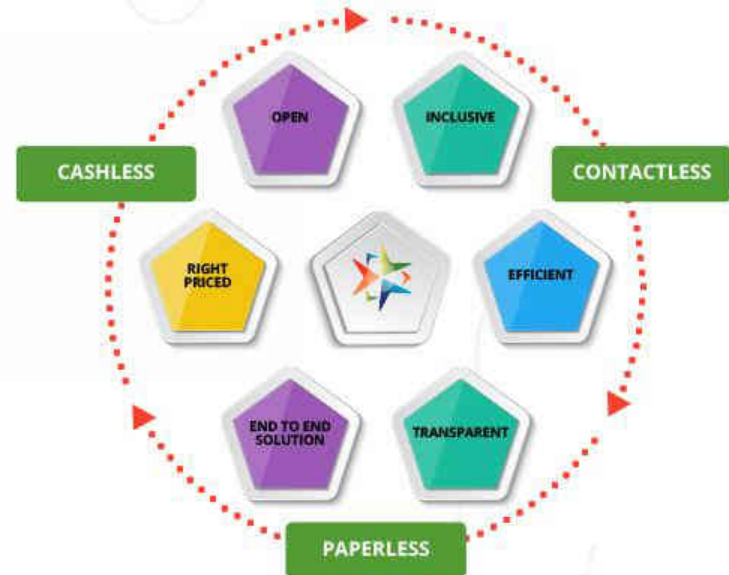 OPEN
INCLUSIVE
CASHLESS
CONTACTLESS
RIGHT
PRICED
EFFICIENT
END TO END
SOLUTION
TRANSPARENT
PAPERLESS